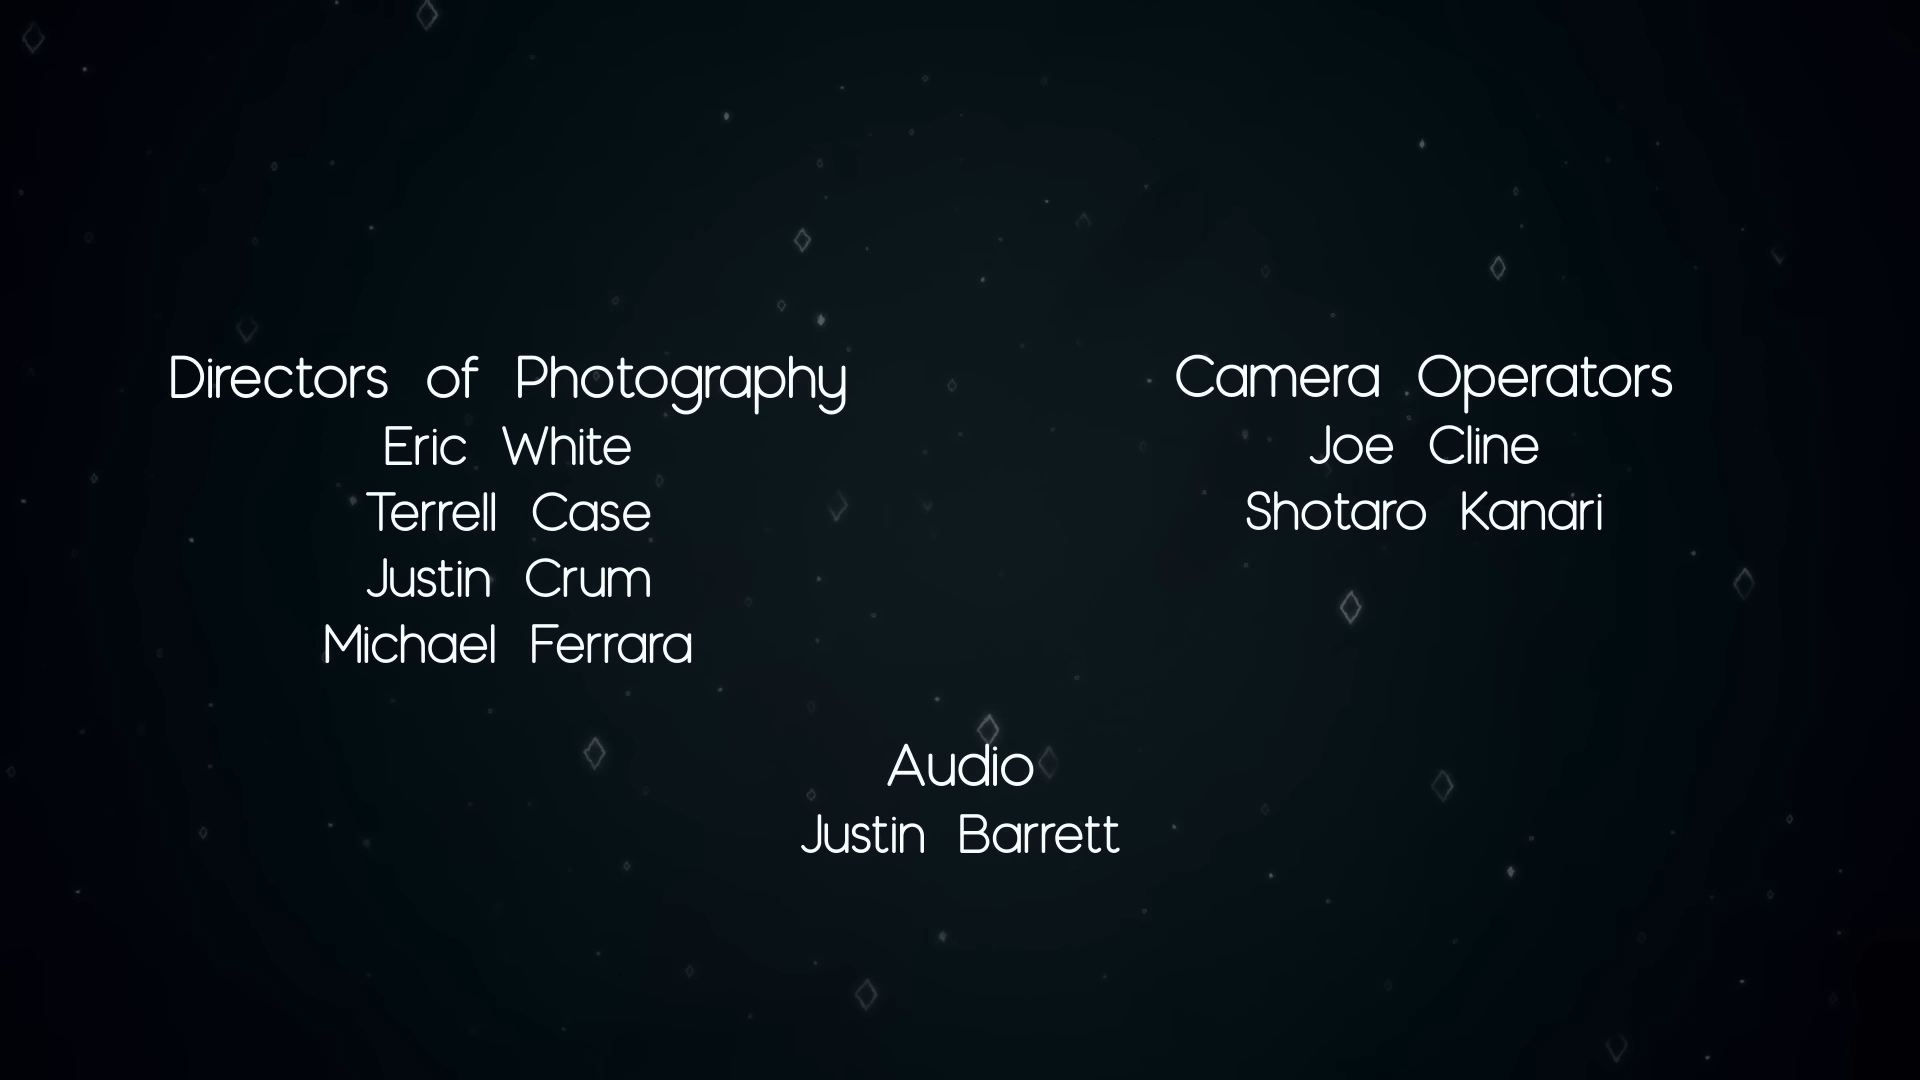 Directors of Photography
Eric White
Terrell Case
Justin Crum
Michael Ferrara
Camera Operators
Joe Cline
Shotaro Kanari
Audio
Justin Barrett